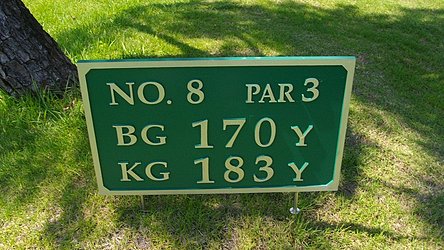 NO. 8 PAR 3
BG 170 Y
KG 183 Y